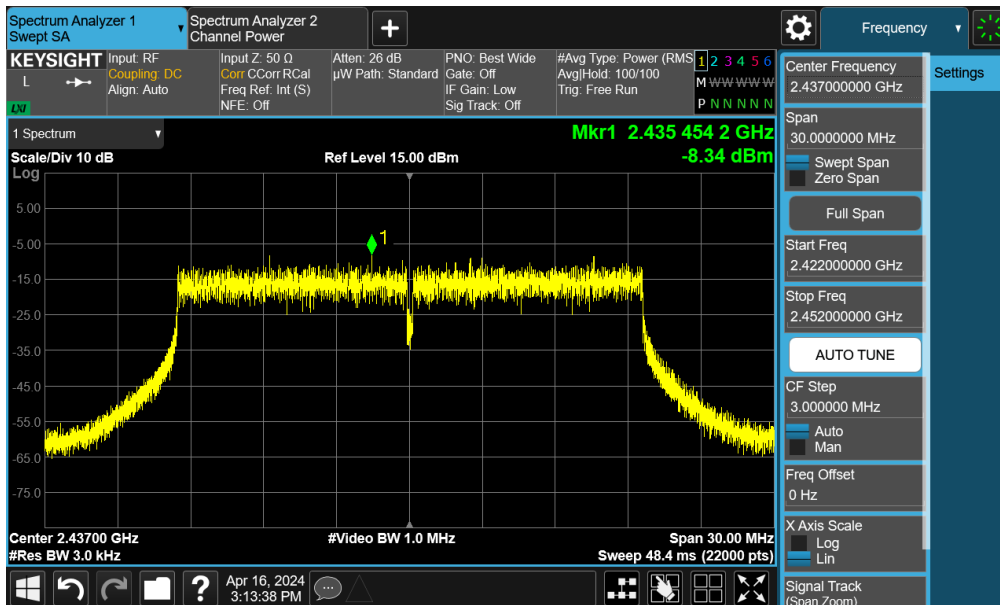 Spectrum Analyzer 1
Swept SA
Spectrum Analyzer 2
Channel Power
Frequency
KEYSIGHT
L
LXI
Input: RF
Coupling: DC
Align: Auto
Input Z: 50 Ω
Corr CCorr RCal
Freq Ref: Int (S)
NFE: Off
Atten: 26 dB
µW Path: Standard
PNO: Best Wide
Gate: Off
IF Gain: Low
Sig Track: Off
#Avg Type: Power (RMS
Avg|Hold: 100/100
Trig: Free Run
1 2 3 4 5 6
M W W W W W
P N N N N N
1 Spectrum
Scale/Div 10 dB
Log
Ref Level 15.00 dBm
Mkr1 2.435 454 2 GHz
-8.34 dBm
5.00
-5.00
-15.0
-25.0
-35.0
-45.0
-55.0
-65.0
-75.0
1
Center 2.43700 GHz
#Res BW 3.0 kHz
#Video BW 1.0 MHz
Span 30.00 MHz
Sweep 48.4 ms (22000 pts)
Center Frequency
2.437000000 GHz
Span
30.0000000 MHz
Swept Span
Zero Span
Full Span
Start Freq
2.422000000 GHz
Stop Freq
2.452000000 GHz
AUTO TUNE
CF Step
3.000000 MHz
Auto
Man
Freq Offset
0 Hz
X Axis Scale
Log
Lin
Signal Track
(Span Zoom)
Settings
?
Apr 16, 2024
3:13:38 PM